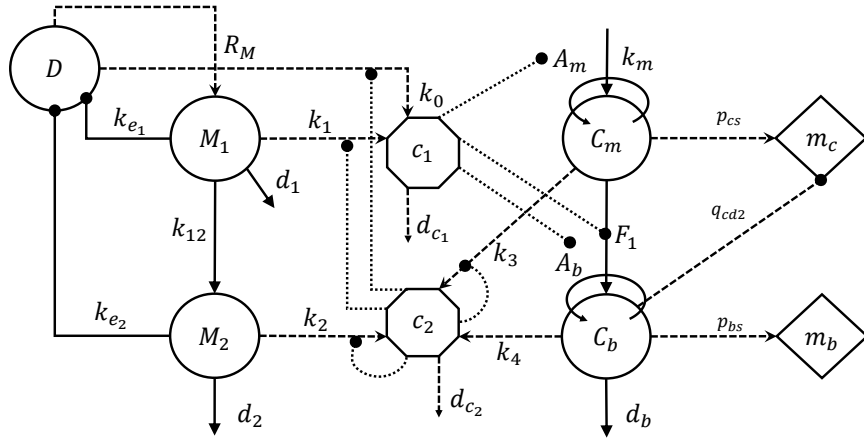 D
R_M
A_m
k_m
k_{e_1}
M_1
k_1
k_0
c_1
C_m
p_{cs}
m_c
d_1
k_{12}
d_{c_1}
k_3
A_b
F_1
q_{cd2}
k_{e_2}
M_2
k_2
c_2
k_4
C_b
p_{bs}
m_b
d_2
d_{c_2}
d_b